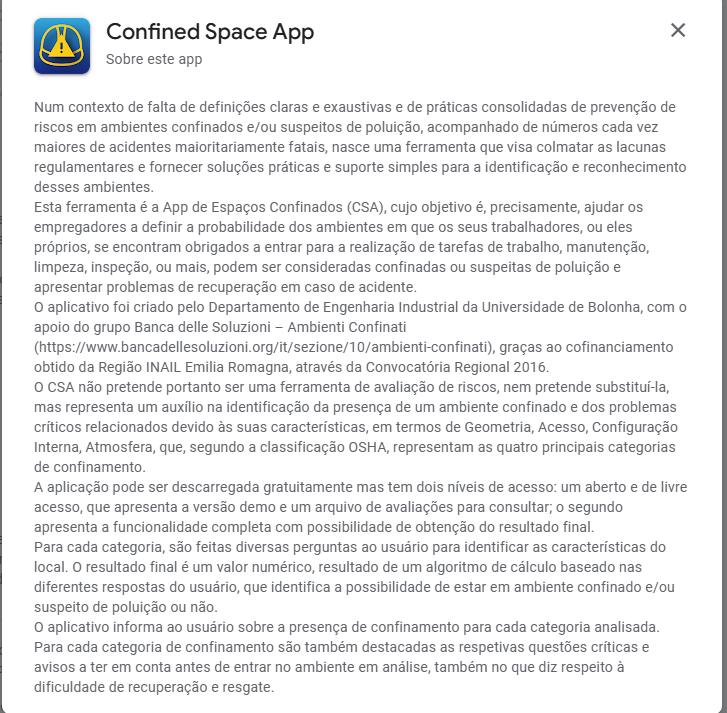 Confined Space App
Sobre este app
Num contexto de falta de definições claras e exaustivas e de práticas consolidadas de prevenção de
riscos em ambientes confinados e/ou suspeitos de poluição, acompanhado de números cada vez
maiores de acidentes maioritariamente fatais, nasce uma ferramenta que visa colmatar as lacunas
regulamentares e fornecer soluções práticas e suporte simples para a identificação e reconhecimento
desses ambientes.
Esta ferramenta é a App de Espaços Confinados (CSA), cujo objetivo é, precisamente, ajudar os
empregadores a definir a probabilidade dos ambientes em que os seus trabalhadores, ou eles
próprios, se encontram obrigados a entrar para a realização de tarefas de trabalho, manutenção,
limpeza, inspeção, ou mais, podem ser consideradas confinadas ou suspeitas de poluição e
apresentar problemas de recuperação em caso de acidente.
O aplicativo foi criado pelo Departamento de Engenharia Industrial da Universidade de Bolonha, com o
apoio do grupo Banca delle Soluzioni – Ambienti Confinati
(https://www.bancadellesoluzioni.org/it/sezione/10/ambienti-confinati), graças ao cofinanciamento
obtido da Região INAIL Emilia Romagna, através da Convocatória Regional 2016.
O CSA não pretende portanto ser uma ferramenta de avaliação de riscos, nem pretende substituí-la,
mas representa um auxílio na identificação da presença de um ambiente confinado e dos problemas
críticos relacionados devido às suas características, em termos de Geometria, Acesso, Configuração
Interna, Atmosfera, que, segundo a classificação OSHA, representam as quatro principais categorias
de confinamento.
A aplicação pode ser descarregada gratuitamente mas tem dois níveis de acesso: um aberto e de livre
acesso, que apresenta a versão demo e um arquivo de avaliações para consultar; o segundo
apresenta a funcionalidade completa com possibilidade de obtenção do resultado final.
Para cada categoria, são feitas diversas perguntas ao usuário para identificar as características do
local. O resultado final é um valor numérico, resultado de um algoritmo de cálculo baseado nas
diferentes respostas do usuário, que identifica a possibilidade de estar em ambiente confinado e/ou
suspeito de poluição ou não.
O aplicativo informa ao usuário sobre a presença de confinamento para cada categoria analisada.
Para cada categoria de confinamento são também destacadas as respetivas questões críticas e
avisos a ter em conta antes de entrar no ambiente em análise, também no que diz respeito à
dificuldade de recuperação e resgate.